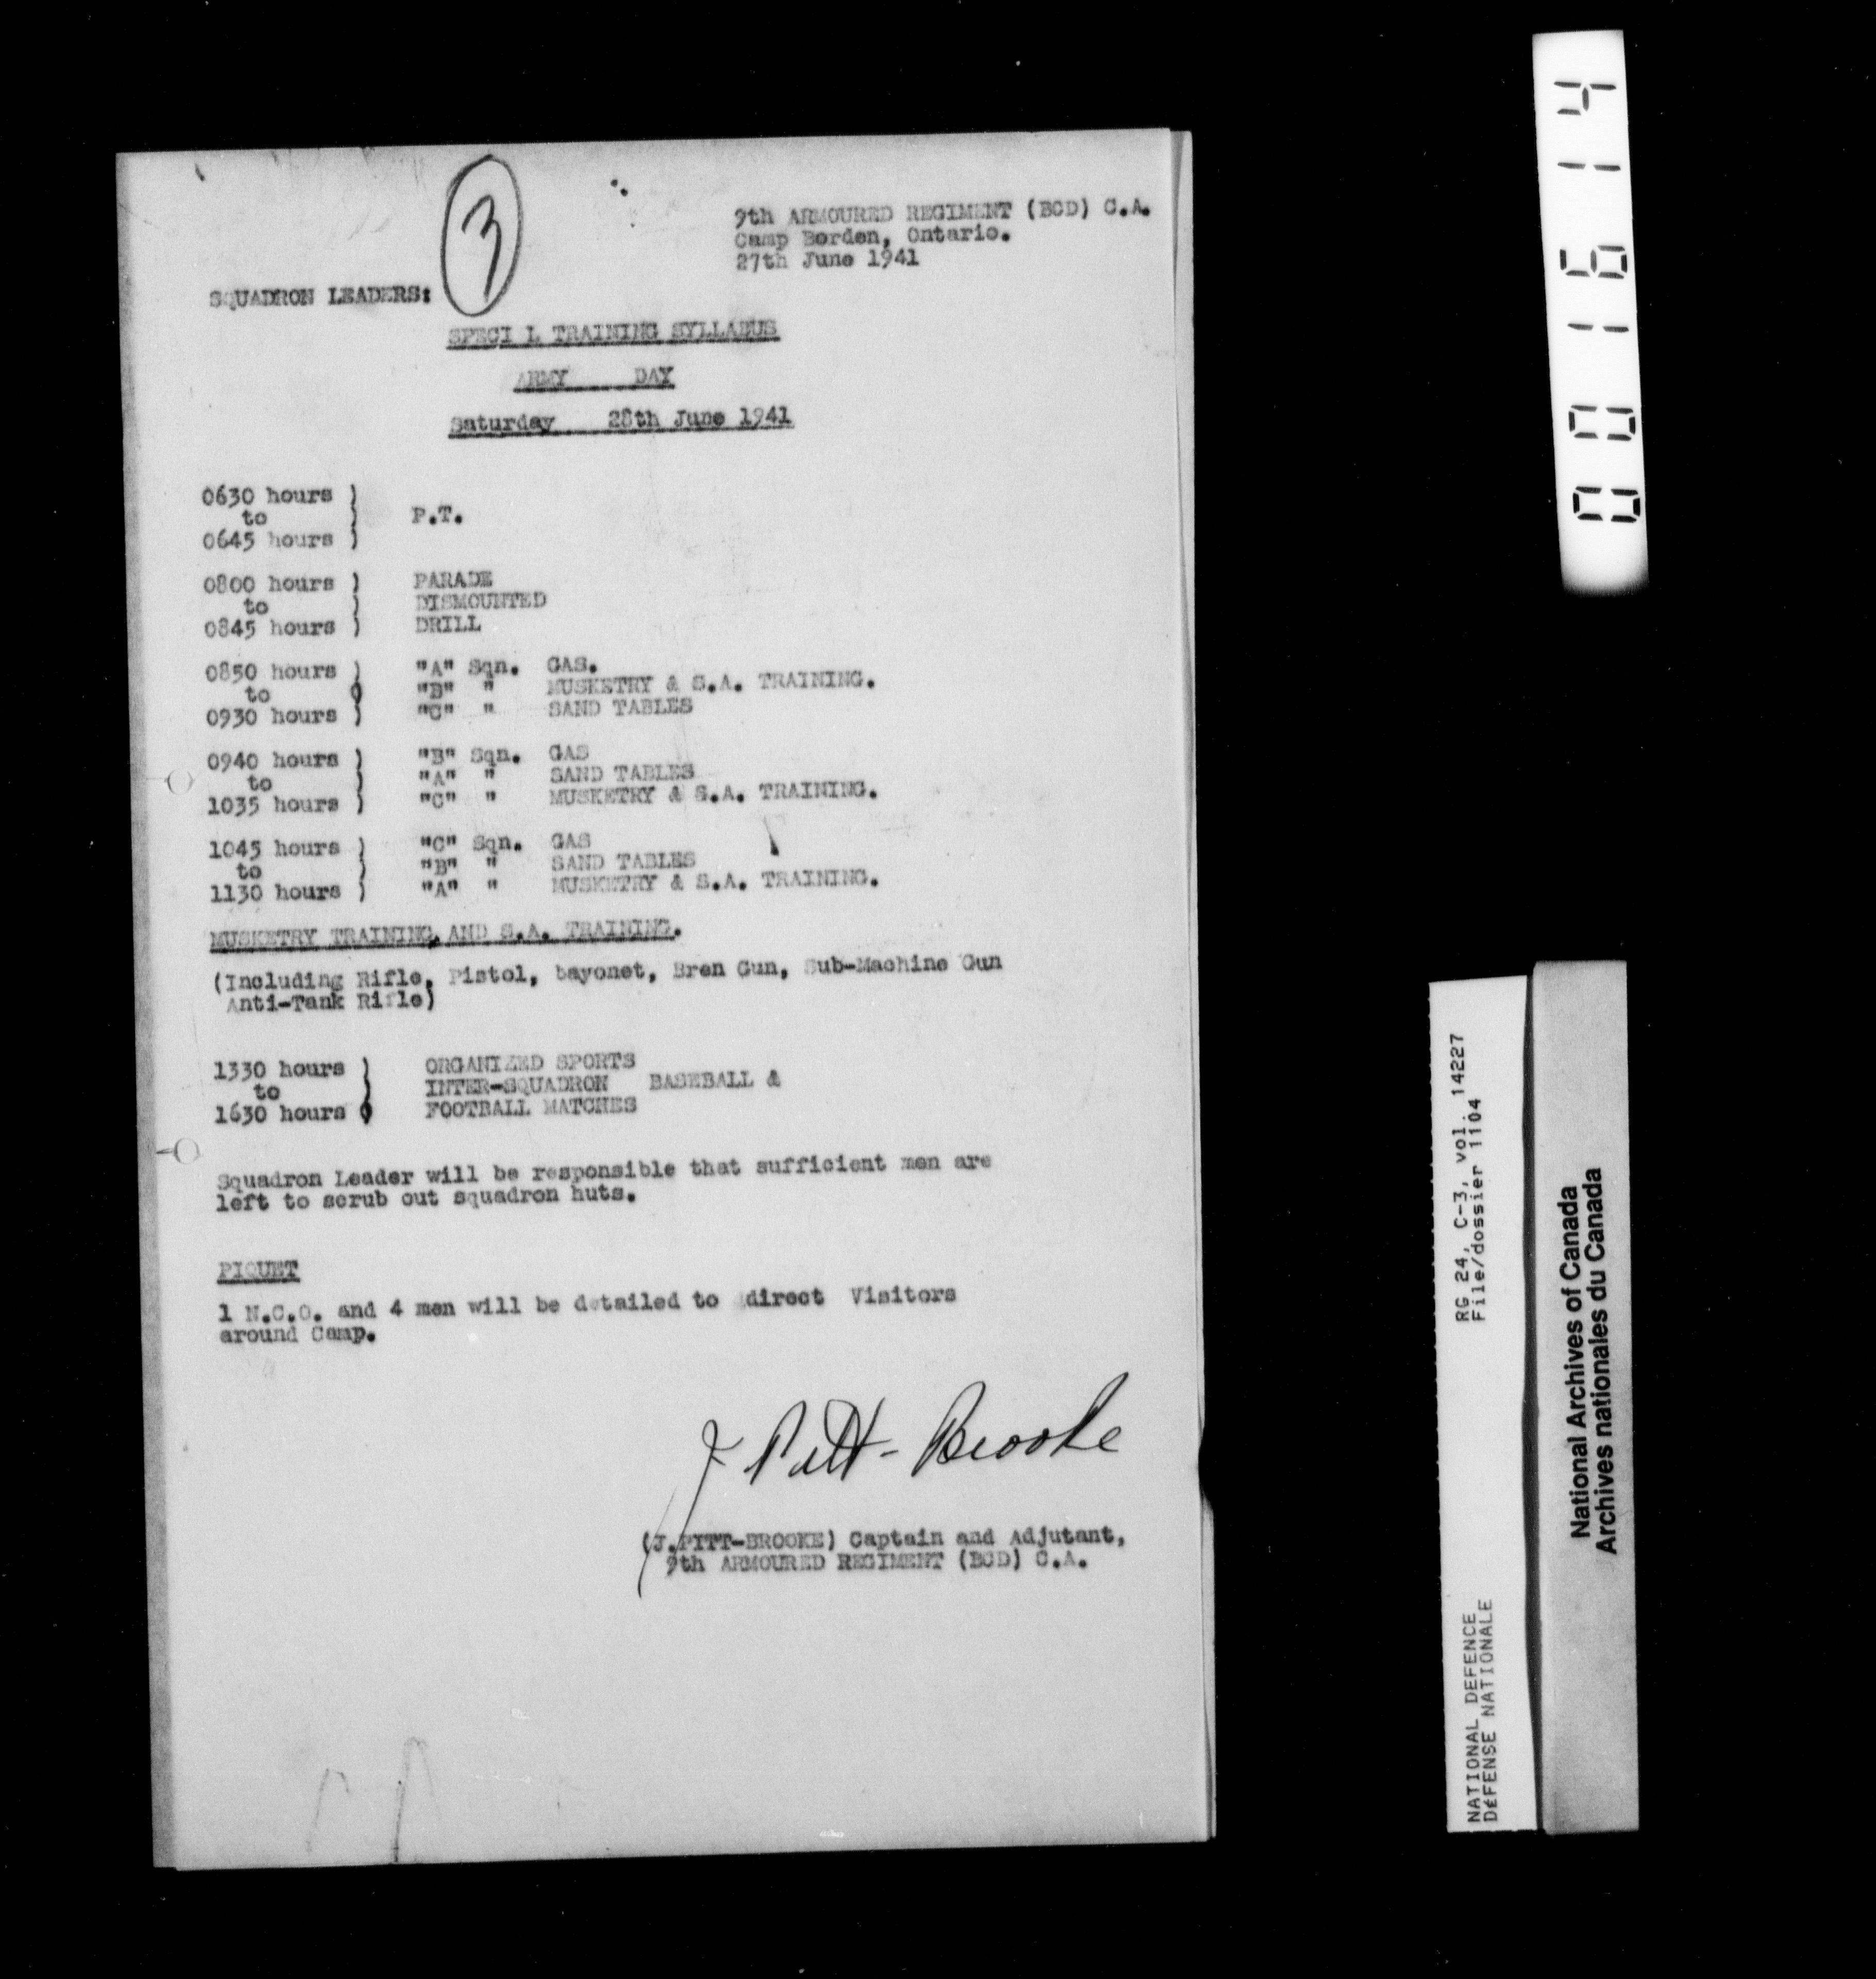 3
9th ARMOURED REGIMENT (BCD) C.A.
Camp Borden, Ontario.
27th June 1941
SQUADRON LEADERS:
SPECI L TRAINING SYLLABUS
ARMY DAY
Saturday 28th June 1941
0630 hours )
to ) P.T.
0645 hours )
0800 hours ) PARADE
to ) DISMOUNTED
0845 hours ) DRILL
0850 hours ) "A" Sqn. GAS.
to ) "B" " MUSKETRY & S.A. TRAINING.
0930 hours ) "C" " SAND TABLES
0940 hours ) "B" Sqn. GAS
to ) "A" " SAND TABLES
1035 hours ) "C" " MUSKETRY & S.A. TRAINING.
1045 hours ) "C" Sqn. GAS
to ) "B" " SAND TABLES
1130 hours ) "A" " MUSKETRY & S.A. TRAINING.
MUSKETRY TRAINING, AND S.A. TRAINING.
(Including Rifle, Pistol, bayonet, Bren Gun, Sub-Machine Gun
Anti-Tank Rifle)
1330 hours ) ORGANIZED SPORTS
to ) INTER-SQUADRON BASEBALL &
1630 hours ) FOOTBALL MATCHES
Squadron Leader will be responsible that sufficient men are
left to scrub out squadron huts.
PIQUET
1 N.C.O. and 4 men will be detailed to direct Visitors
around Camp.
J Pitt-Brooke
(J.PITT-BROOKE) Captain and Adjutant,
9th ARMOURED REGIMENT (BCD) C.A.
001614
RG 24, C-3, vol. 14227
File/dossier 1104
NATIONAL DEFENCE
DÉFENSE NATIONALE
National Archives of Canada
Archives nationales du Canada